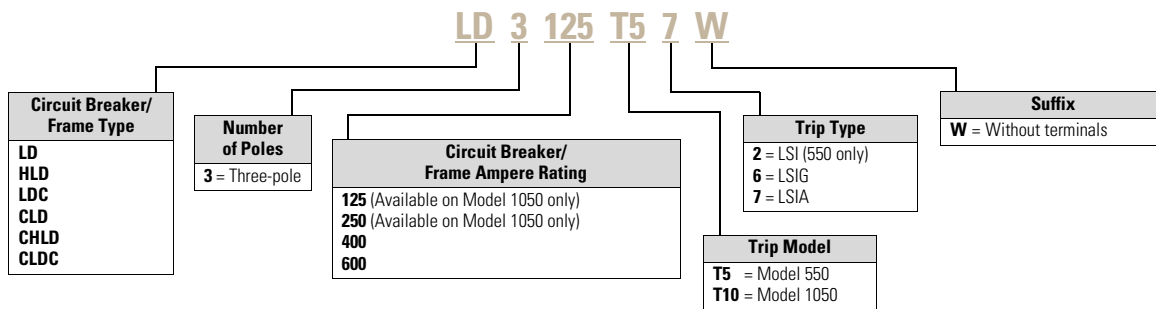 LD 3 125 T5 7 W
Circuit Breaker/
Frame Type
LD
HLD
LDC
CLD
CHLD
CLDC
Number
of Poles
3 = Three-pole
Circuit Breaker/
Frame Ampere Rating
125 (Available on Model 1050 only)
250 (Available on Model 1050 only)
400
600
Trip Model
T5 = Model 550
T10 = Model 1050
Trip Type
2 = LSI (550 only)
6 = LSIG
7 = LSIA
Suffix
W = Without terminals